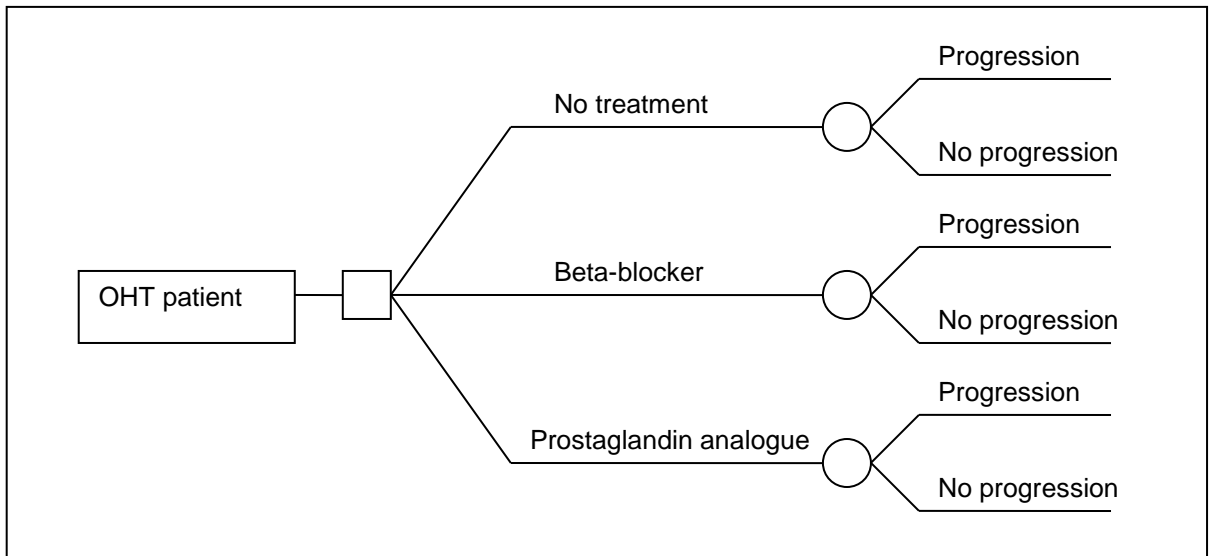 Progression
No treatment
No progression
Progression
OHT patient
Beta-blocker
No progression
Progression
Prostaglandin analogue
No progression